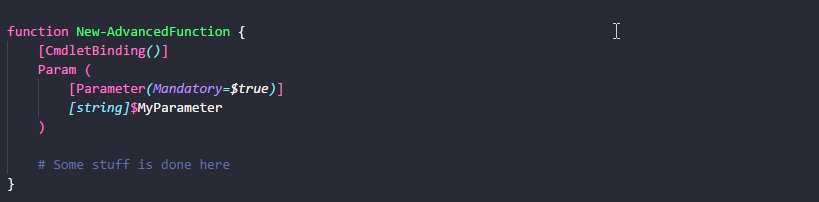 function New-AdvancedFunction {
    [CmdletBinding()]
    Param (
        [Parameter(Mandatory=$true)]
        [string]$MyParameter
    )

    # Some stuff is done here
}